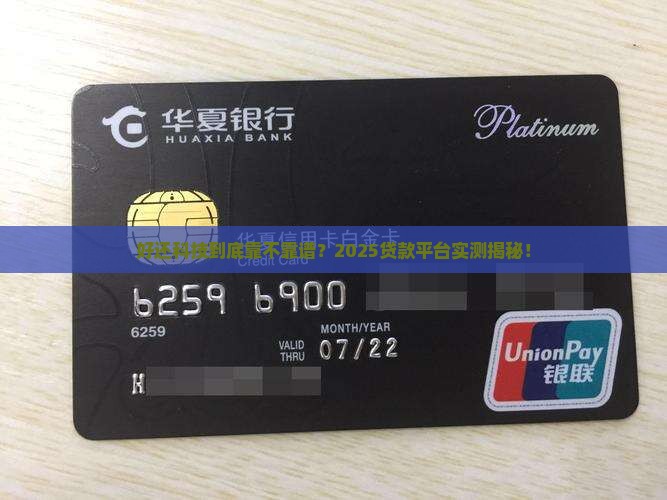 华夏银行
HUAXIA BANK
Platinum
华夏信用卡白金卡
Credit Card
好还科技到底靠不靠谱？2025贷款平台实测揭秘！
6259 6900
6259
MONTH/YEAR
VALID THRU 07/22
H
UnionPay
银联